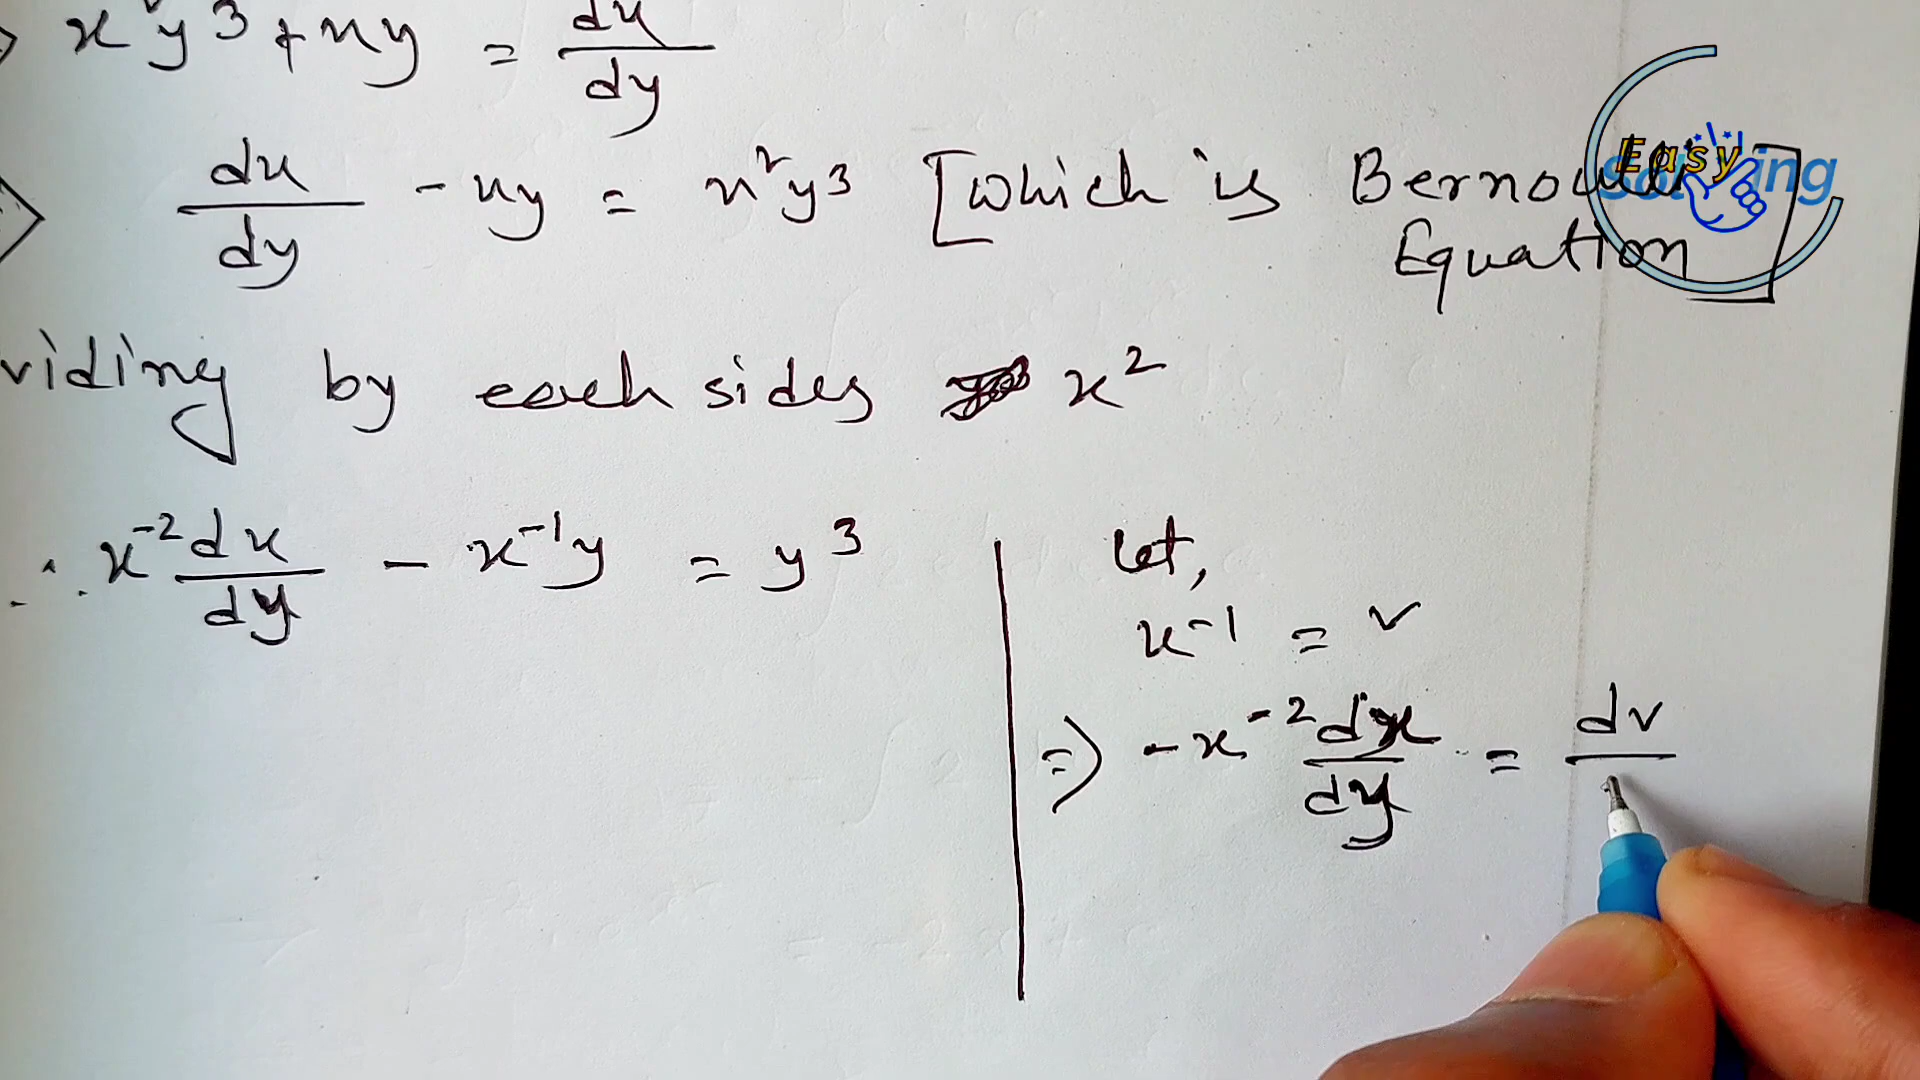 x²y³ + xy = dx/dy
dx/dy - xy = x²y³ [which is Bernoulli
Equation]
viding by each sides x²
∴ x⁻² dx/dy - x⁻¹y = y³
Let,
x⁻¹ = v
⇒ -x⁻² dx/dy = dv
Easy
Solving